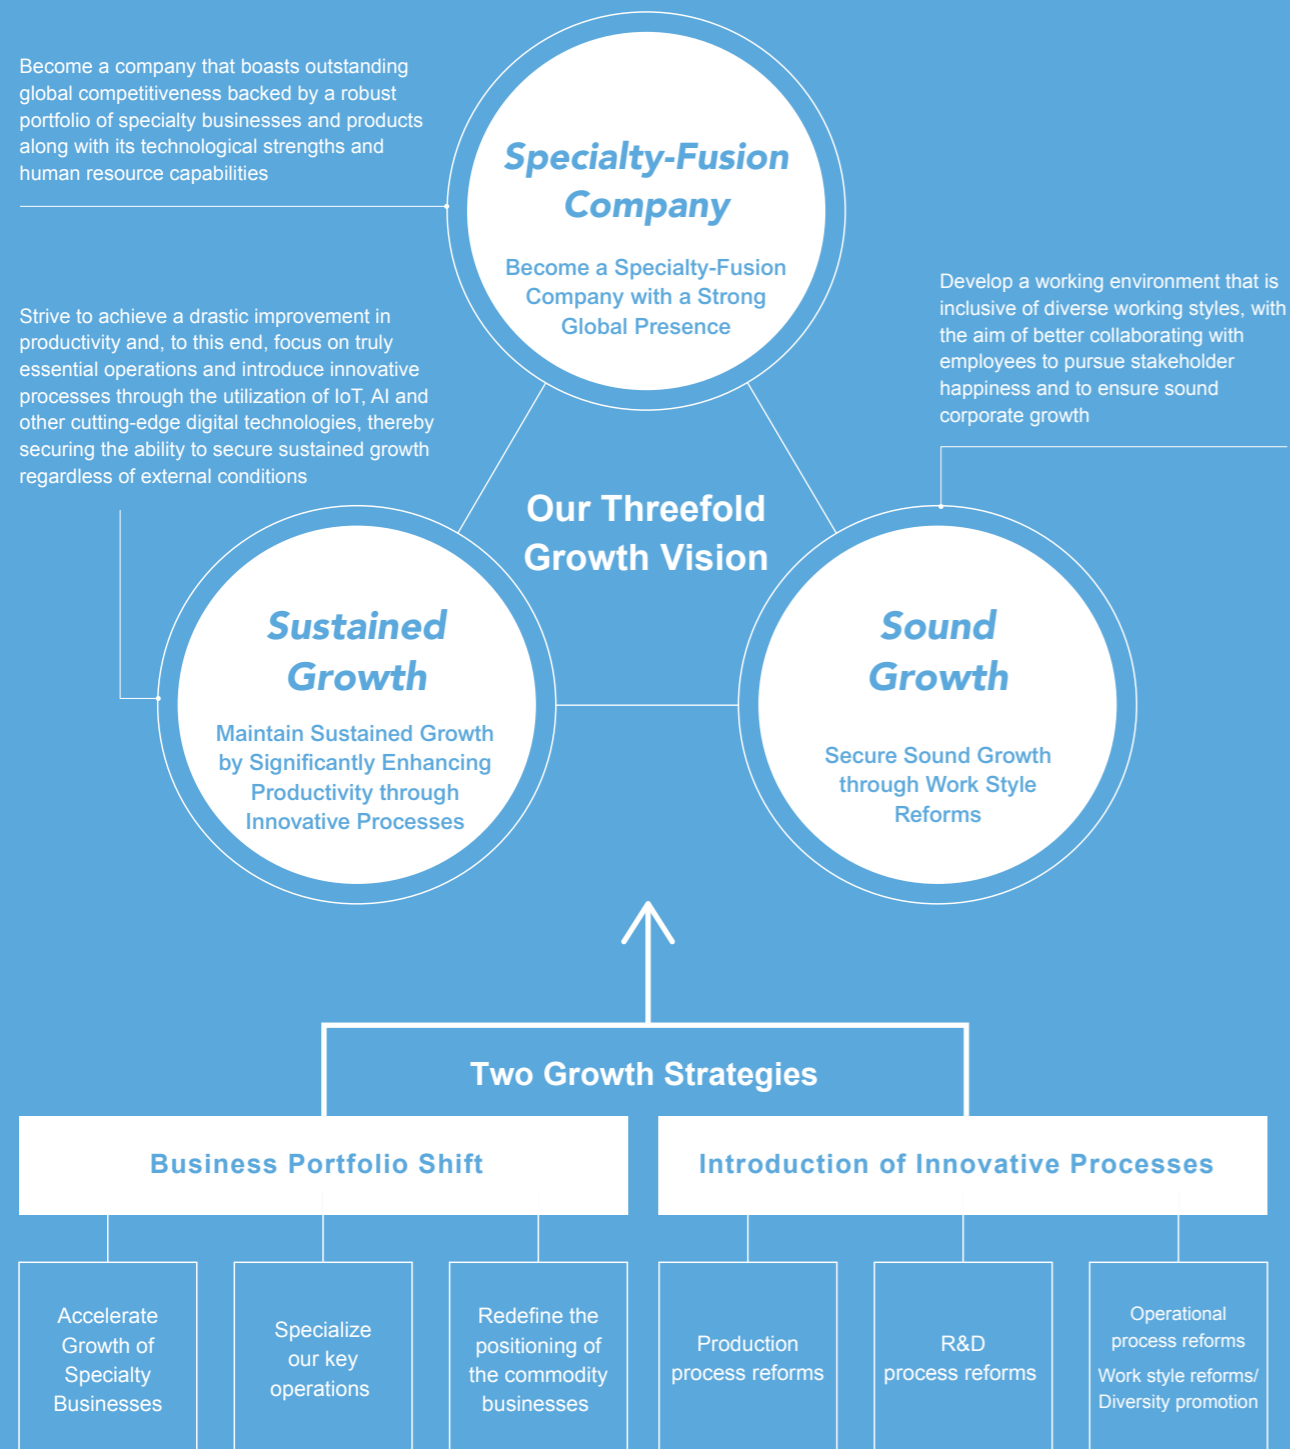 Become a company that boasts outstanding
global competitiveness backed by a robust
portfolio of specialty businesses and products
along with its technological strengths and
human resource capabilities
Specialty-Fusion
Company
Become a Specialty-Fusion
Company with a Strong
Global Presence
Strive to achieve a drastic improvement in
productivity and, to this end, focus on truly
essential operations and introduce innovative
processes through the utilization of IoT, AI and
other cutting-edge digital technologies, thereby
securing the ability to secure sustained growth
regardless of external conditions
Develop a working environment that is
inclusive of diverse working styles, with
the aim of better collaborating with
employees to pursue stakeholder
happiness and to ensure sound
corporate growth
Our Threefold
Growth Vision
Sustained
Growth
Maintain Sustained Growth
by Significantly Enhancing
Productivity through
Innovative Processes
Sound
Growth
Secure Sound Growth
through Work Style
Reforms
Two Growth Strategies
Business Portfolio Shift
Introduction of Innovative Processes
Accelerate
Growth of
Specialty
Businesses
Specialize
our key
operations
Redefine the
positioning of
the commodity
businesses
Production
process reforms
R&D
process reforms
Operational
process reforms
Work style reforms/
Diversity promotion